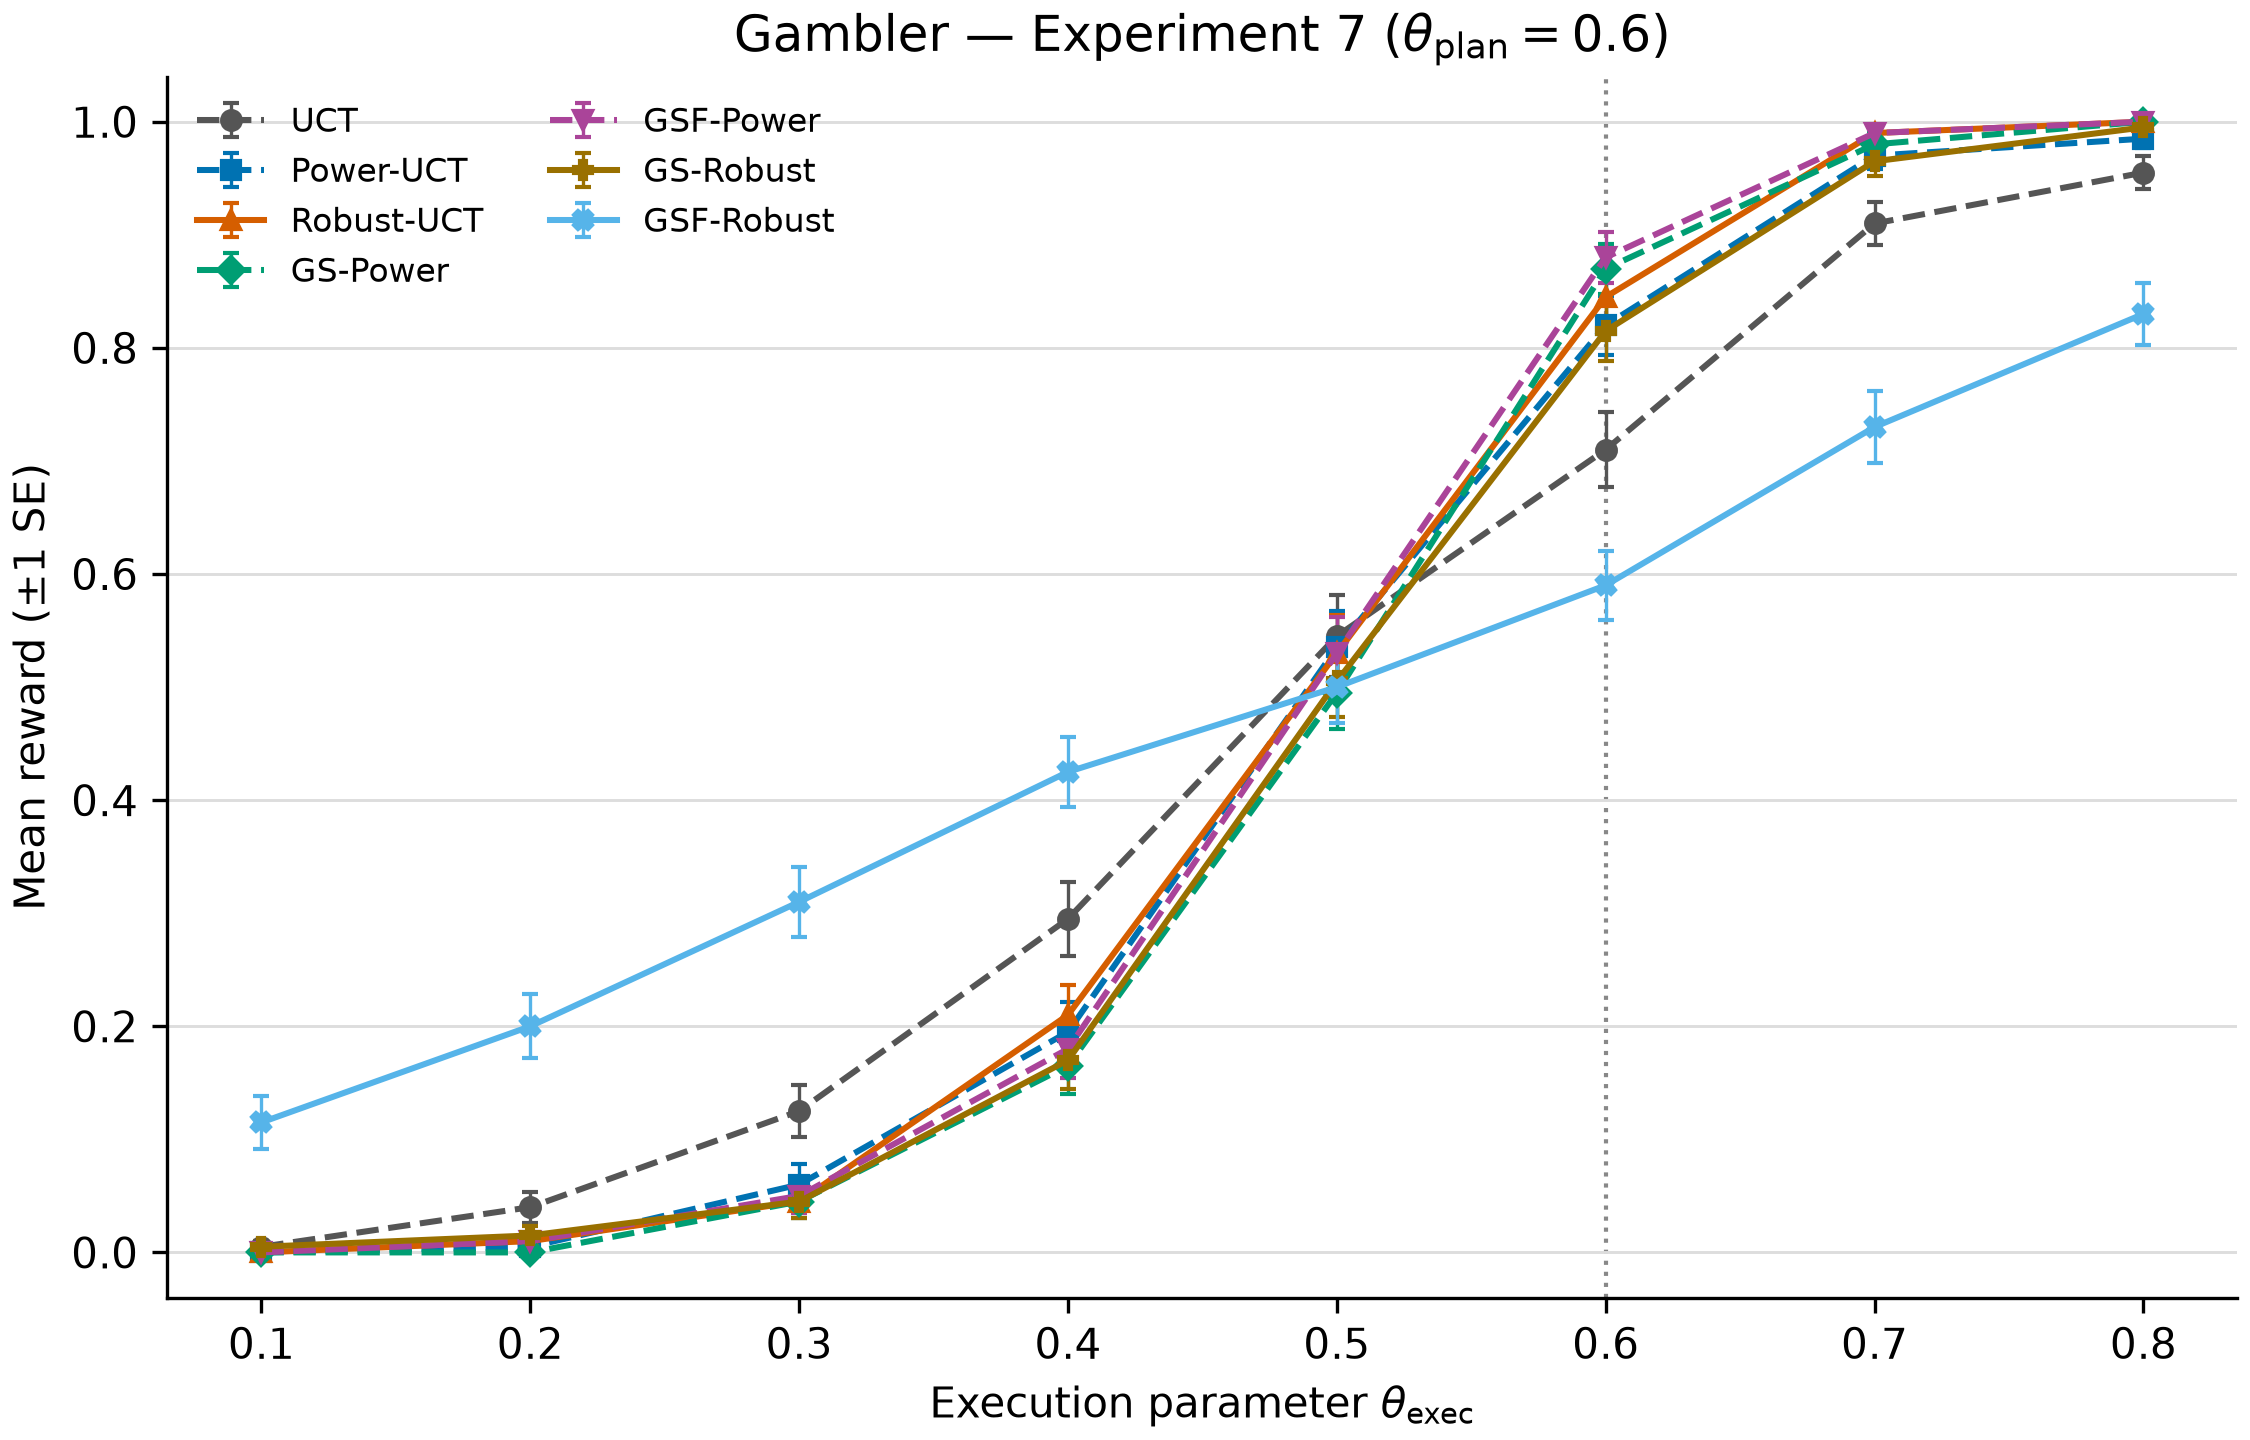 Gambler — Experiment 7 (θplan = 0.6)
UCT
Power-UCT
Robust-UCT
GS-Power
GSF-Power
GS-Robust
GSF-Robust
Mean reward (±1 SE)
1.0
0.8
0.6
0.4
0.2
0.0
0.1 0.2 0.3 0.4 0.5 0.6 0.7 0.8
Execution parameter θexec